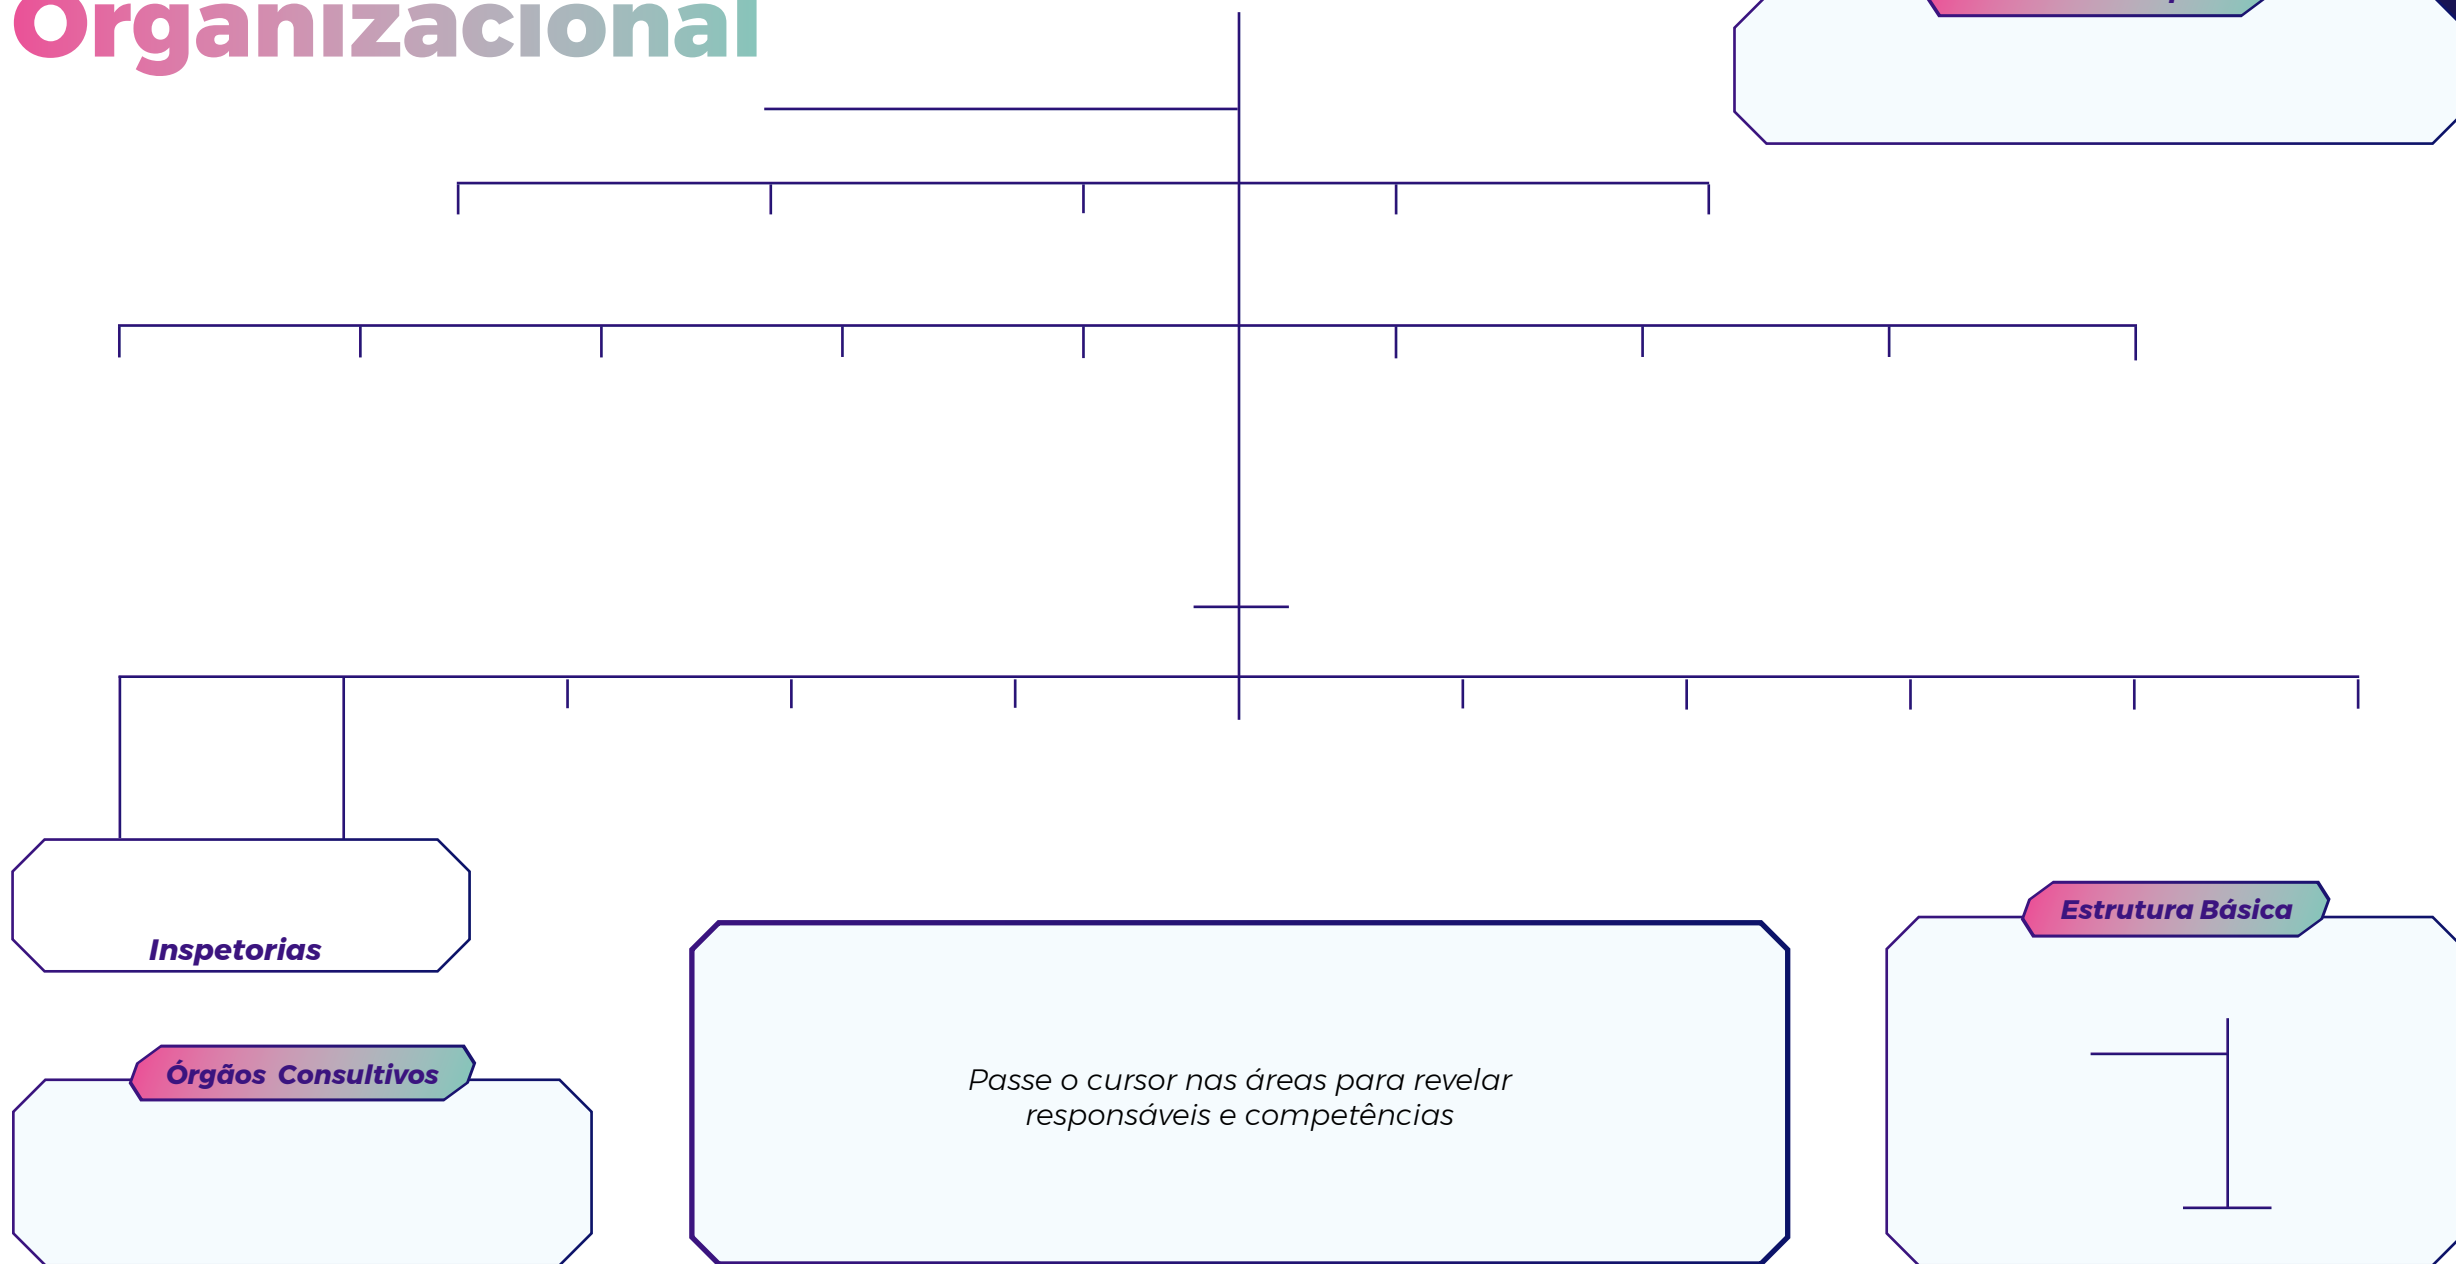 Organizacional
Inspetorias
Estrutura Básica
Órgãos Consultivos
Passe o cursor nas áreas para revelar
responsáveis e competências